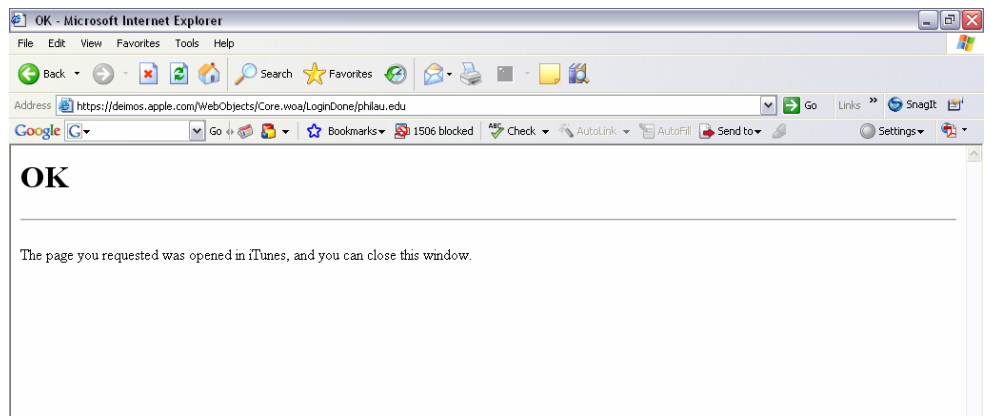 OK - Microsoft Internet Explorer
File Edit View Favorites Tools Help
Back Search Favorites
Address https://deimos.apple.com/WebObjects/Core.woa/LoginDone/philau.edu Go Links » SnagIt
Google G Go Bookmarks 1506 blocked ABC Check AutoLink AutoFill Send to Settings
OK
The page you requested was opened in iTunes, and you can close this window.